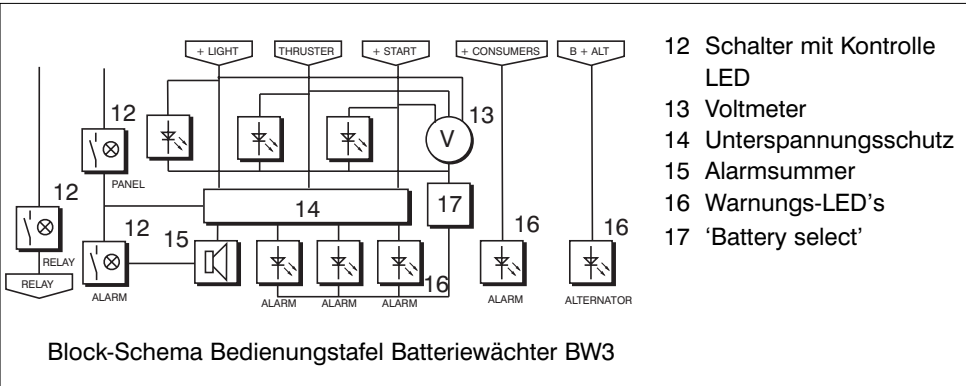 + LIGHT
THRUSTER
+ START
+ CONSUMERS
B + ALT
12
13
V
PANEL
12
14
17
RELAY
RELAY
12
15
16
16
16
ALARM
ALARM
ALARM
ALARM
ALARM
ALTERNATOR
12 Schalter mit Kontrolle
LED
13 Voltmeter
14 Unterspannungsschutz
15 Alarmsummer
16 Warnungs-LED’s
17 ‘Battery select’
Block-Schema Bedienungstafel Batteriewächter BW3